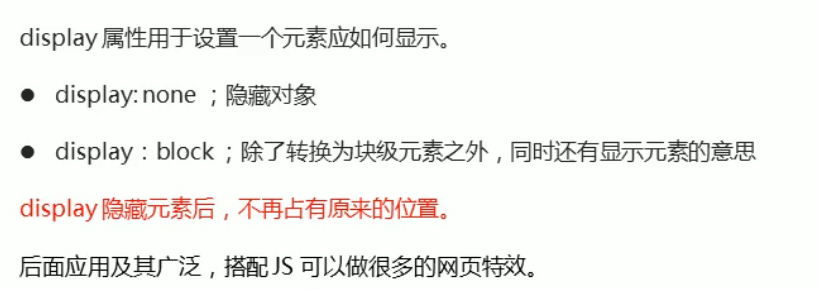 display 属性用于设置一个元素应如何显示。
● display: none ；隐藏对象
● display：block ；除了转换为块级元素之外，同时还有显示元素的意思
display 隐藏元素后，不再占有原来的位置。
后面应用及其广泛，搭配 JS 可以做很多的网页特效。